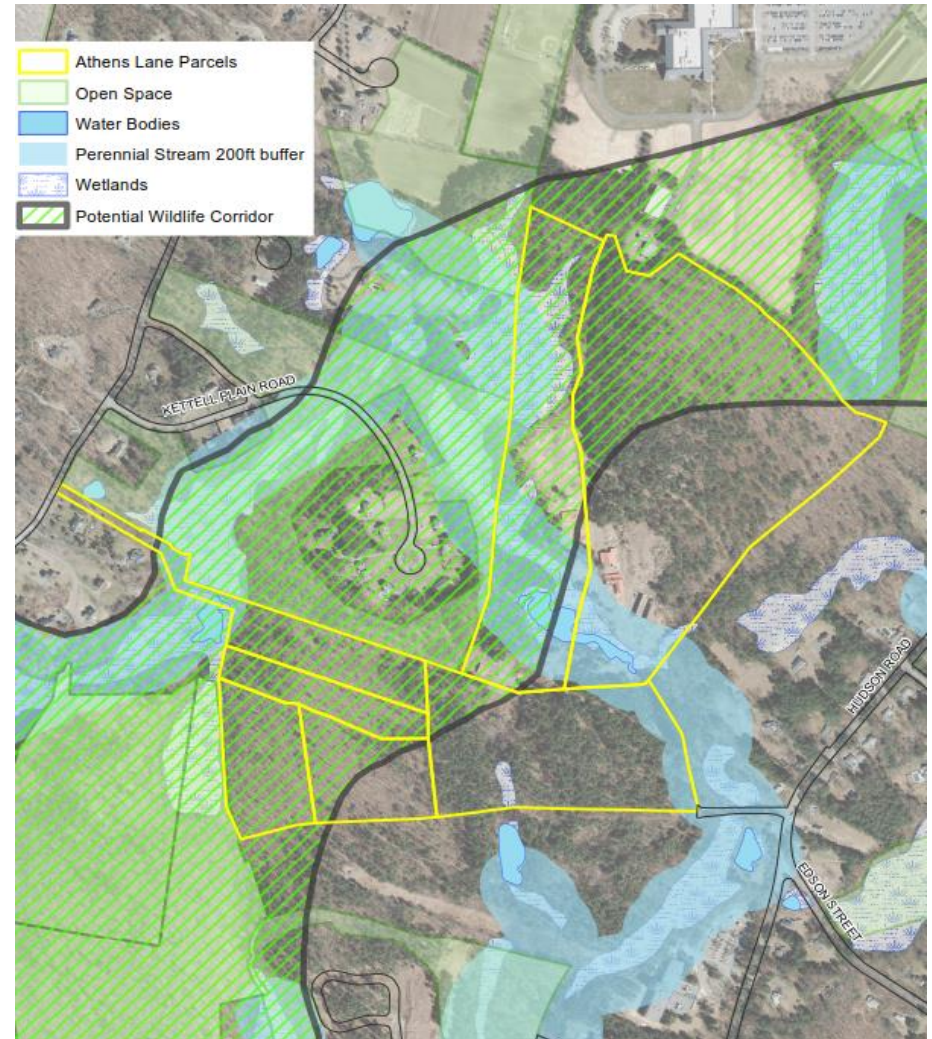 Athens Lane Parcels
Open Space
Water Bodies
Perennial Stream 200ft buffer
Wetlands
Potential Wildlife Corridor
KETTELL PLAIN ROAD
HUDSON ROAD
EDSON STREET